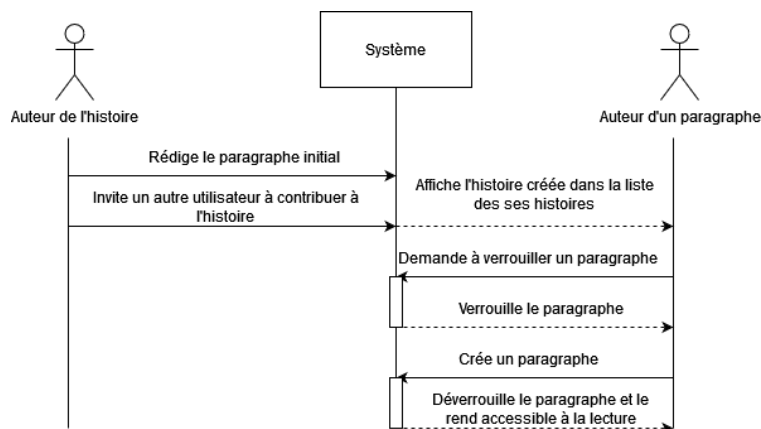 Système
Auteur de l'histoire
Auteur d'un paragraphe
Rédige le paragraphe initial
Invite un autre utilisateur à contribuer à
l'histoire
Affiche l'histoire créée dans la liste
des ses histoires
Demande à verrouiller un paragraphe
Verrouille le paragraphe
Crée un paragraphe
Déverrouille le paragraphe et le
rend accessible à la lecture